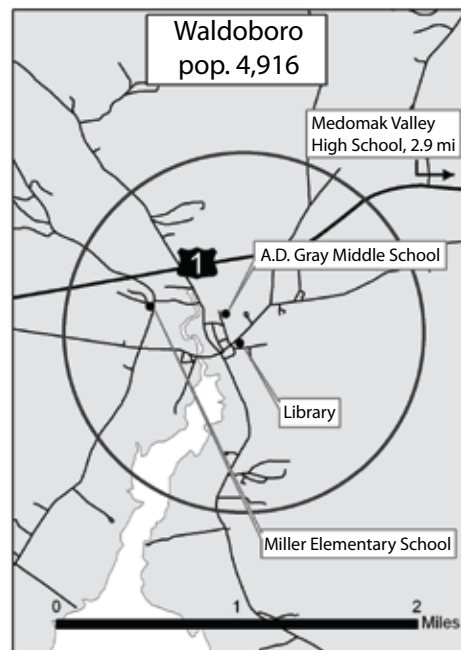 Waldoboro
pop. 4,916
Medomak Valley
High School, 2.9 mi
1
A.D. Gray Middle School
Library
Miller Elementary School
0 1 2
Miles